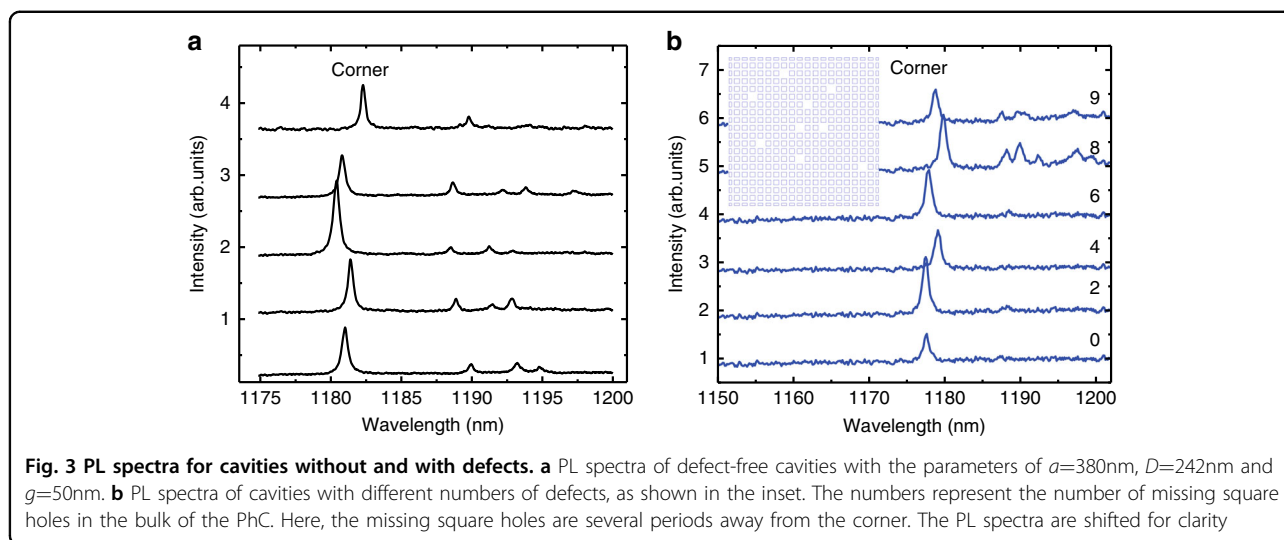 a
Corner
4
3
2
1
Intensity (arb.units)
1175
1180
1185
1190
1195
1200
Wavelength (nm)
b
Corner
7
6
5
4
3
2
1
Intensity (arb.units)
9
8
6
4
2
0
1150
1160
1170
1180
1190
1200
Wavelength (nm)
Fig. 3 PL spectra for cavities without and with defects. a PL spectra of defect-free cavities with the parameters of a=380nm, D=242nm and
g=50nm. b PL spectra of cavities with different numbers of defects, as shown in the inset. The numbers represent the number of missing square
holes in the bulk of the PhC. Here, the missing square holes are several periods away from the corner. The PL spectra are shifted for clarity